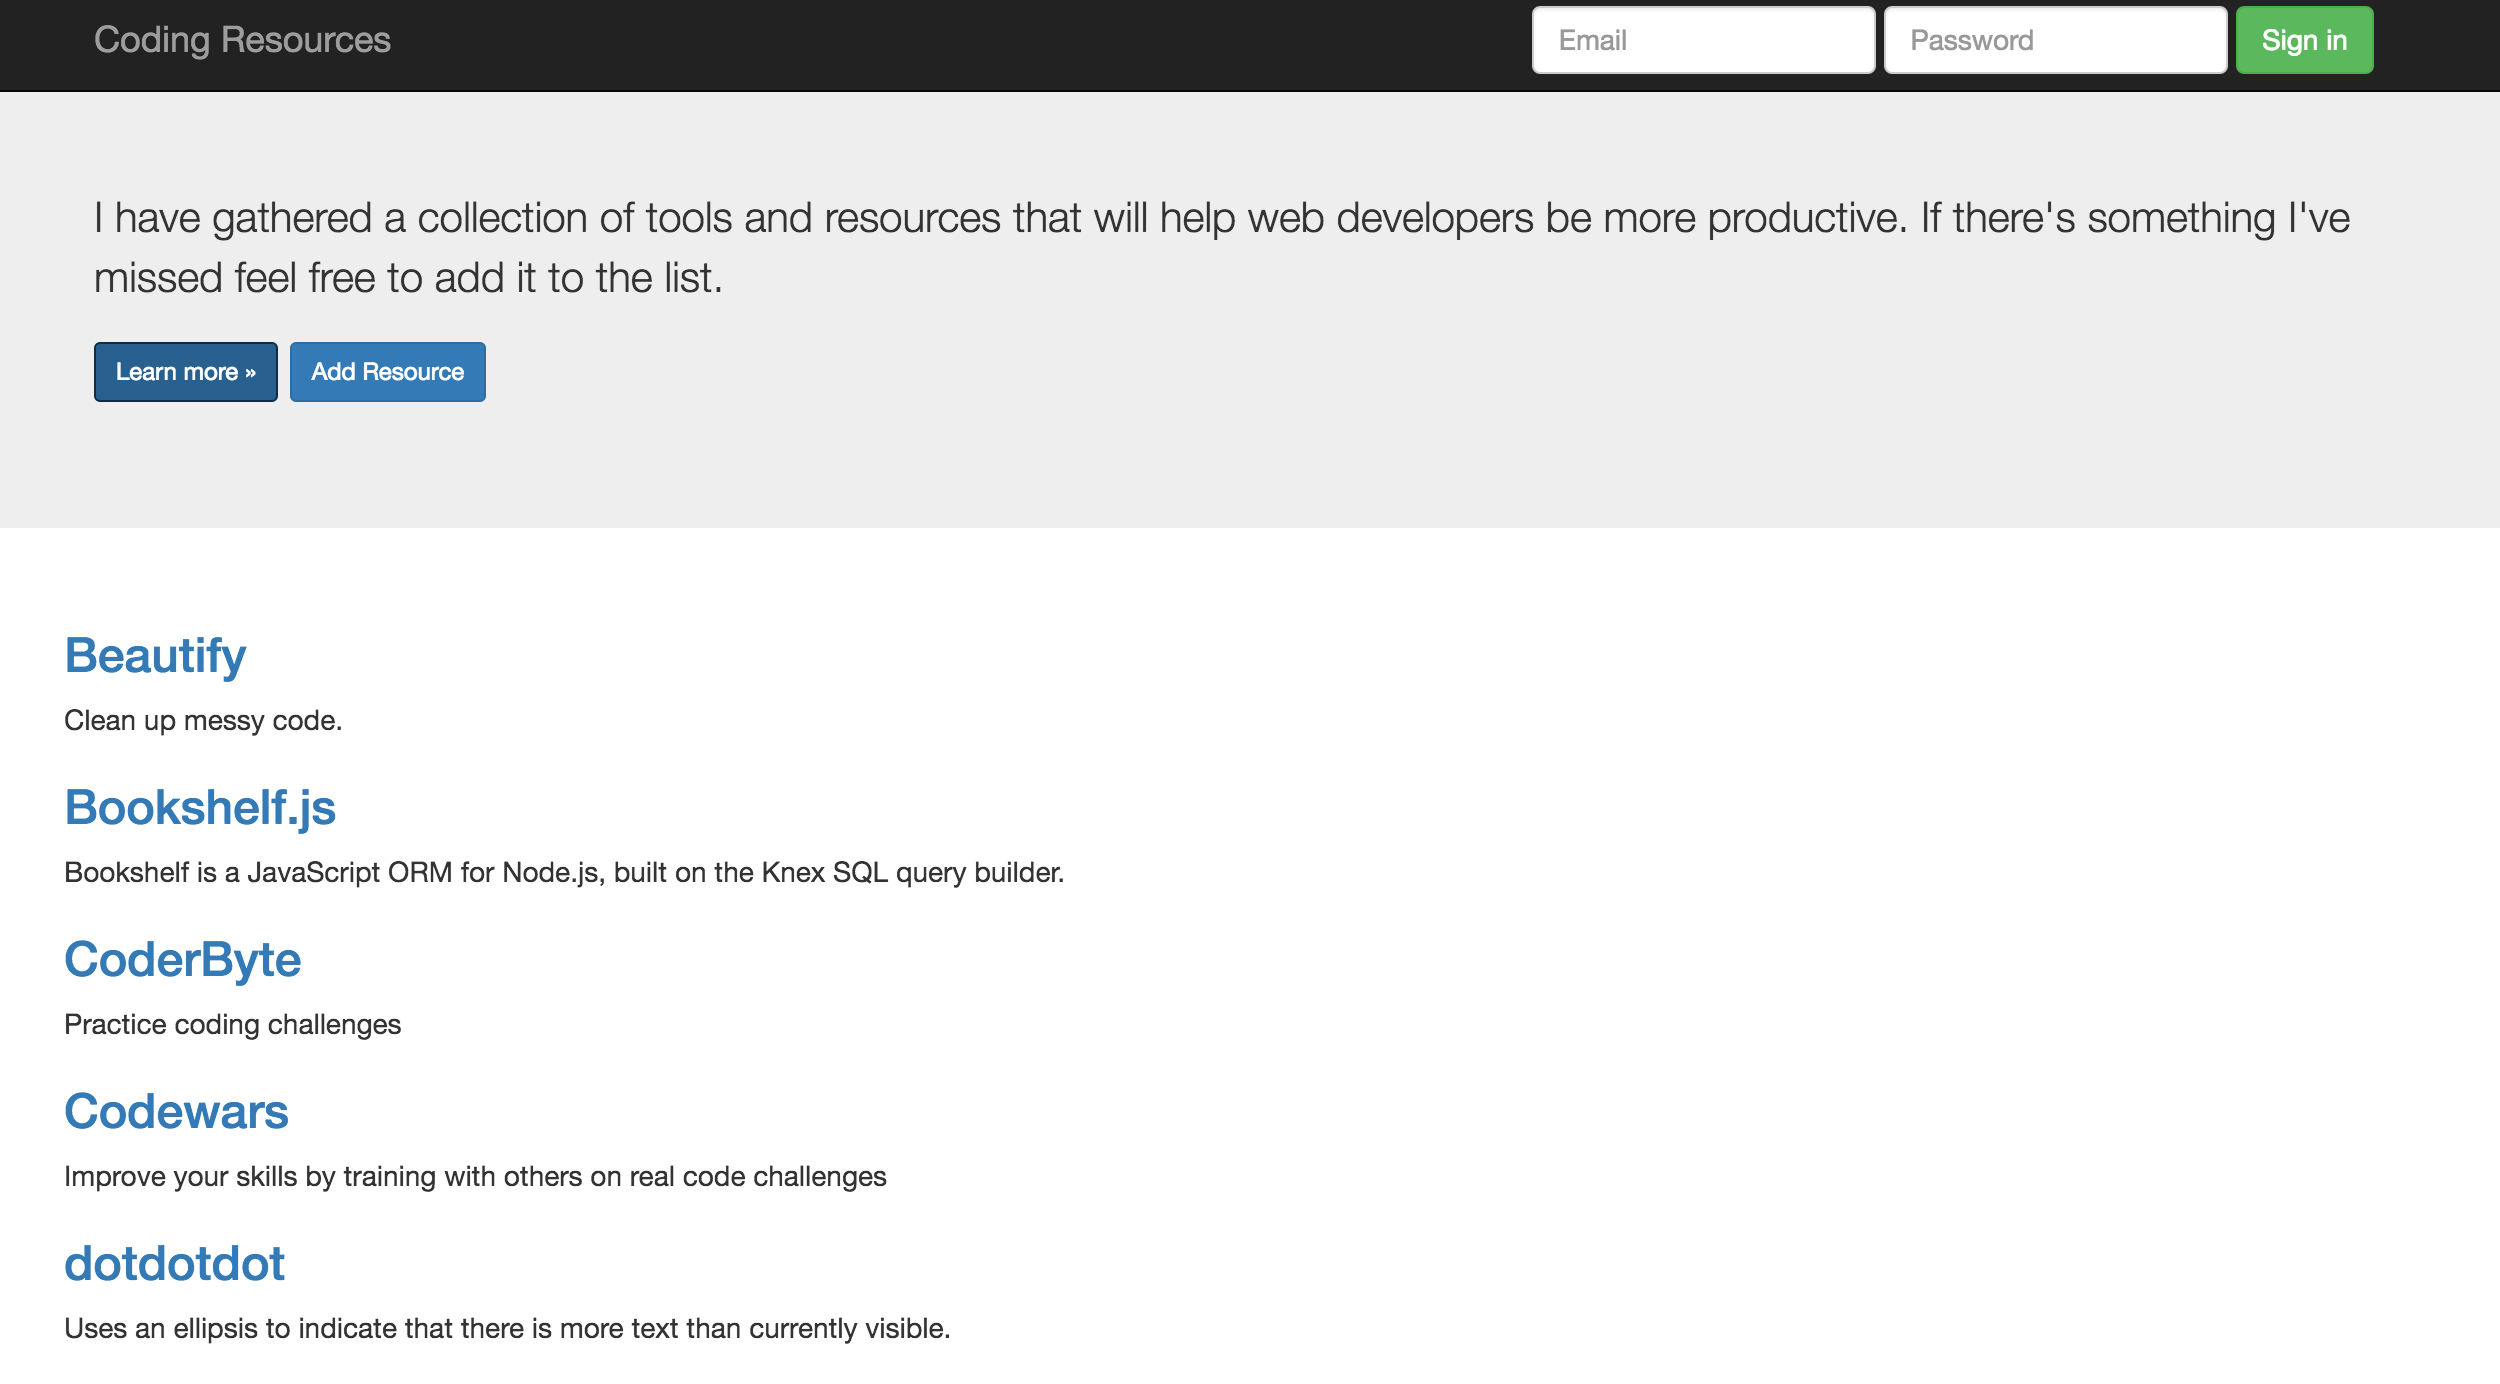 Coding Resources
Email
Password
Sign in
I have gathered a collection of tools and resources that will help web developers be more productive. If there's something I've
missed feel free to add it to the list.
Learn more »
Add Resource
Beautify
Clean up messy code.
Bookshelf.js
Bookshelf is a JavaScript ORM for Node.js, built on the Knex SQL query builder.
CoderByte
Practice coding challenges
Codewars
Improve your skills by training with others on real code challenges
dotdotdot
Uses an ellipsis to indicate that there is more text than currently visible.